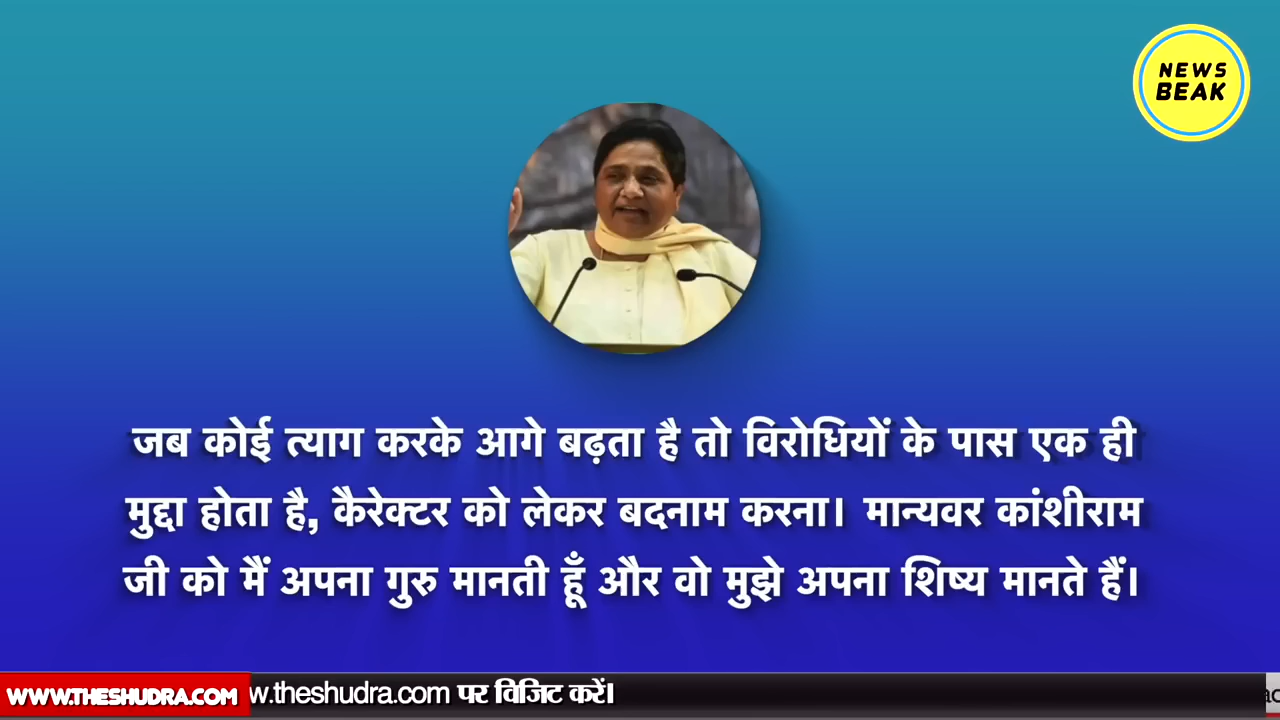 NEWS
BEAK
जब कोई त्याग करके आगे बढ़ता है तो विरोधियों के पास एक ही
मुद्दा होता है, कैरेक्टर को लेकर बदनाम करना। मान्यवर कांशीराम
जी को मैं अपना गुरु मानती हूँ और वो मुझे अपना शिष्य मानते हैं।
WWW.THESHUDRA.COM w.theshudra.com पर विजिट करें।